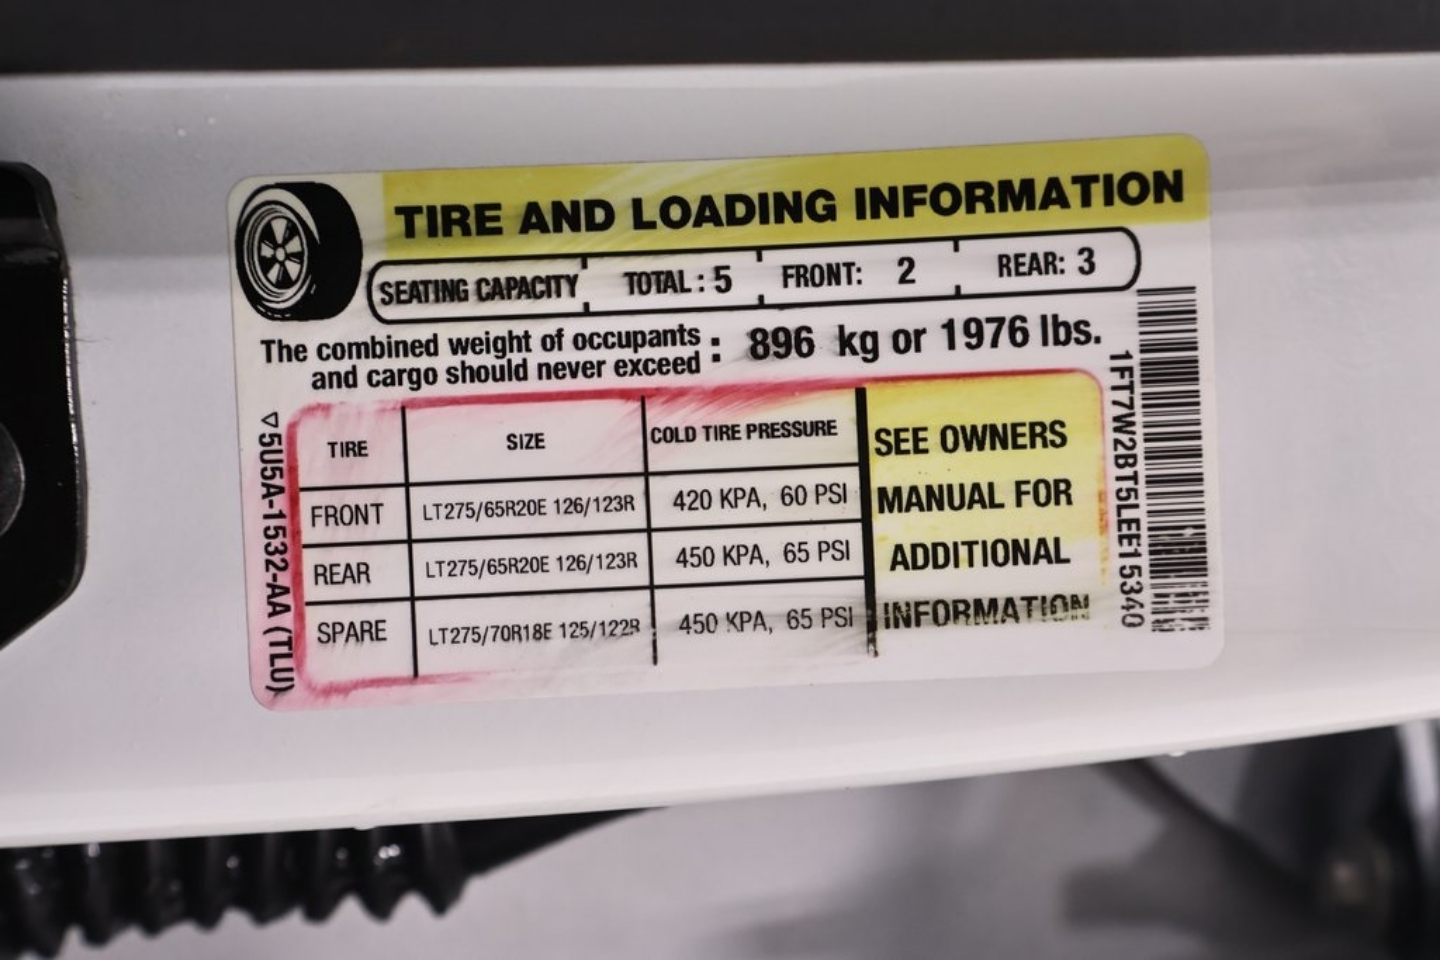 TIRE AND LOADING INFORMATION
SEATING CAPACITY TOTAL : 5 FRONT: 2 REAR: 3
The combined weight of occupants
and cargo should never exceed : 896 kg or 1976 lbs.
TIRE SIZE COLD TIRE PRESSURE
FRONT LT275/65R20E 126/123R 420 KPA, 60 PSI
REAR LT275/65R20E 126/123R 450 KPA, 65 PSI
SPARE LT275/70R18E 125/122R 450 KPA, 65 PSI
SEE OWNERS
MANUAL FOR
ADDITIONAL
INFORMATION
5U5A-1532-AA (TLU)
1FT7W2BT5LEE15340